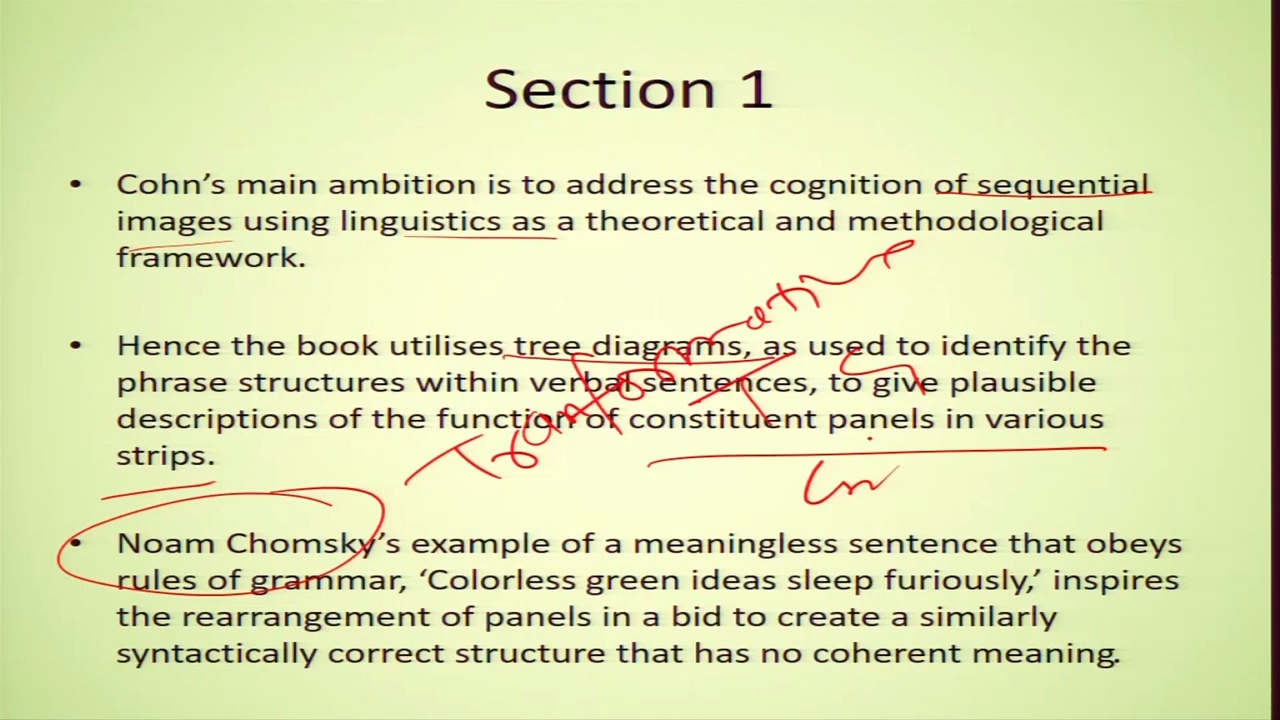 Section 1
• Cohn’s main ambition is to address the cognition of sequential
images using linguistics as a theoretical and methodological
framework.
• Hence the book utilises tree diagrams, as used to identify the
phrase structures within verbal sentences, to give plausible
descriptions of the function of constituent panels in various
strips.
Transformative
• Noam Chomsky’s example of a meaningless sentence that obeys
rules of grammar, ‘Colorless green ideas sleep furiously,’ inspires
the rearrangement of panels in a bid to create a similarly
syntactically correct structure that has no coherent meaning.